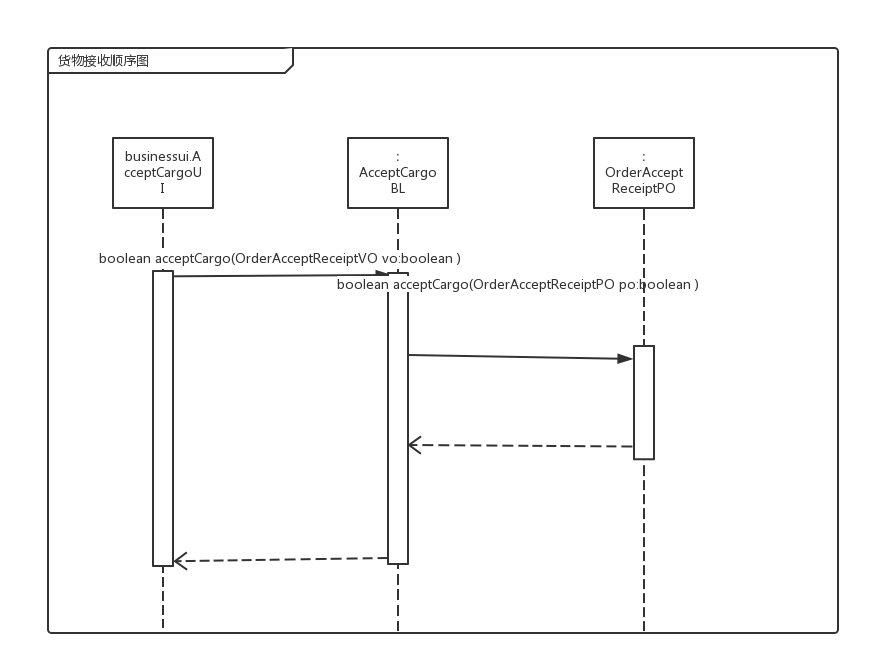 货物接收顺序图
businessui.A
cceptCargoU
I
:
AcceptCargo
BL
:
OrderAccept
ReceiptPO
boolean acceptCargo(OrderAcceptReceiptVO vo:boolean )
boolean acceptCargo(OrderAcceptReceiptPO po:boolean )